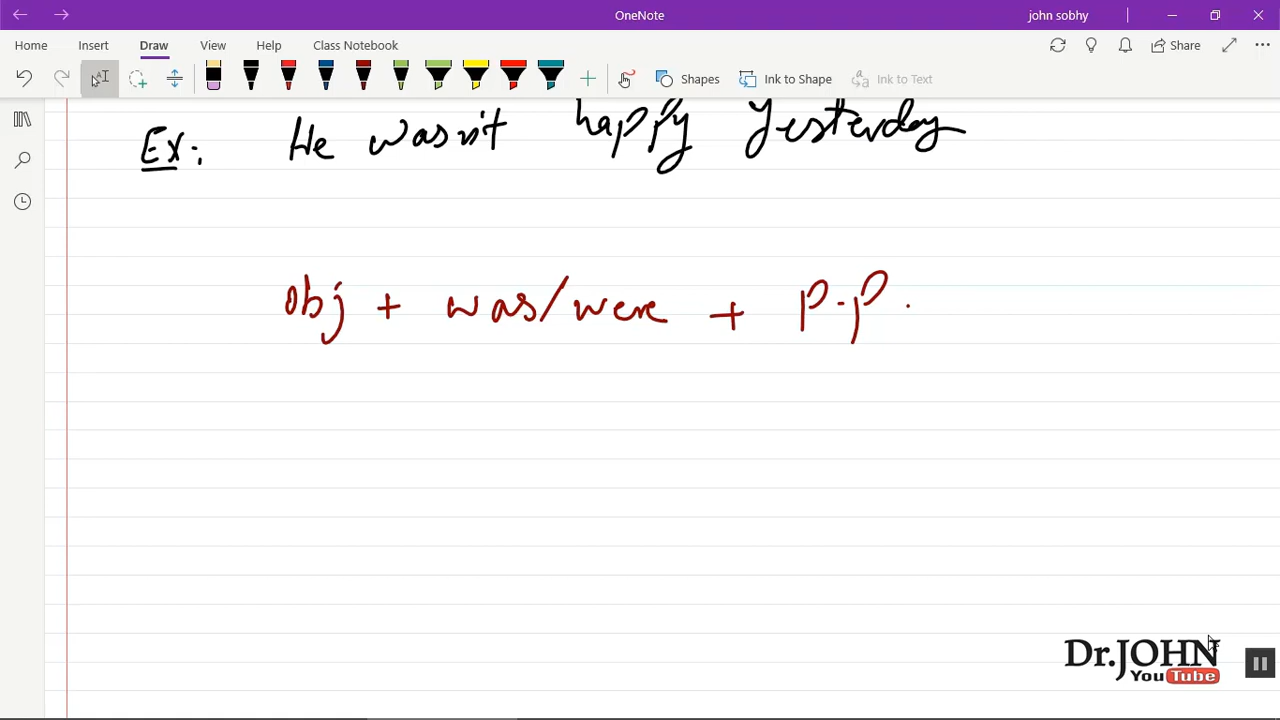 OneNote
john sobhy
Home Insert Draw View Help Class Notebook Share
Shapes Ink to Shape Ink to Text
Ex: He wasn't happy yesterday
obj + was/were + p.p.
Dr.JOHN
YouTube